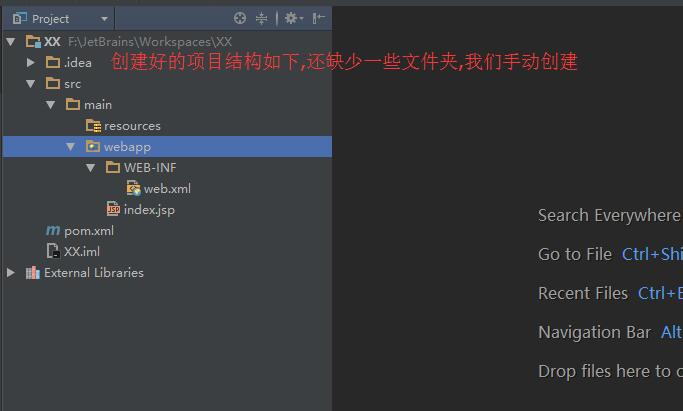 Project
XX F:\JetBrains\Workspaces\XX
.idea
创建好的项目结构如下,还缺少一些文件夹,我们手动创建
src
main
resources
webapp
WEB-INF
web.xml
JSP index.jsp
m pom.xml
XX.iml
External Libraries
Search Everywhere
Go to File Ctrl+Shi
Recent Files Ctrl+E
Navigation Bar Alt
Drop files here to